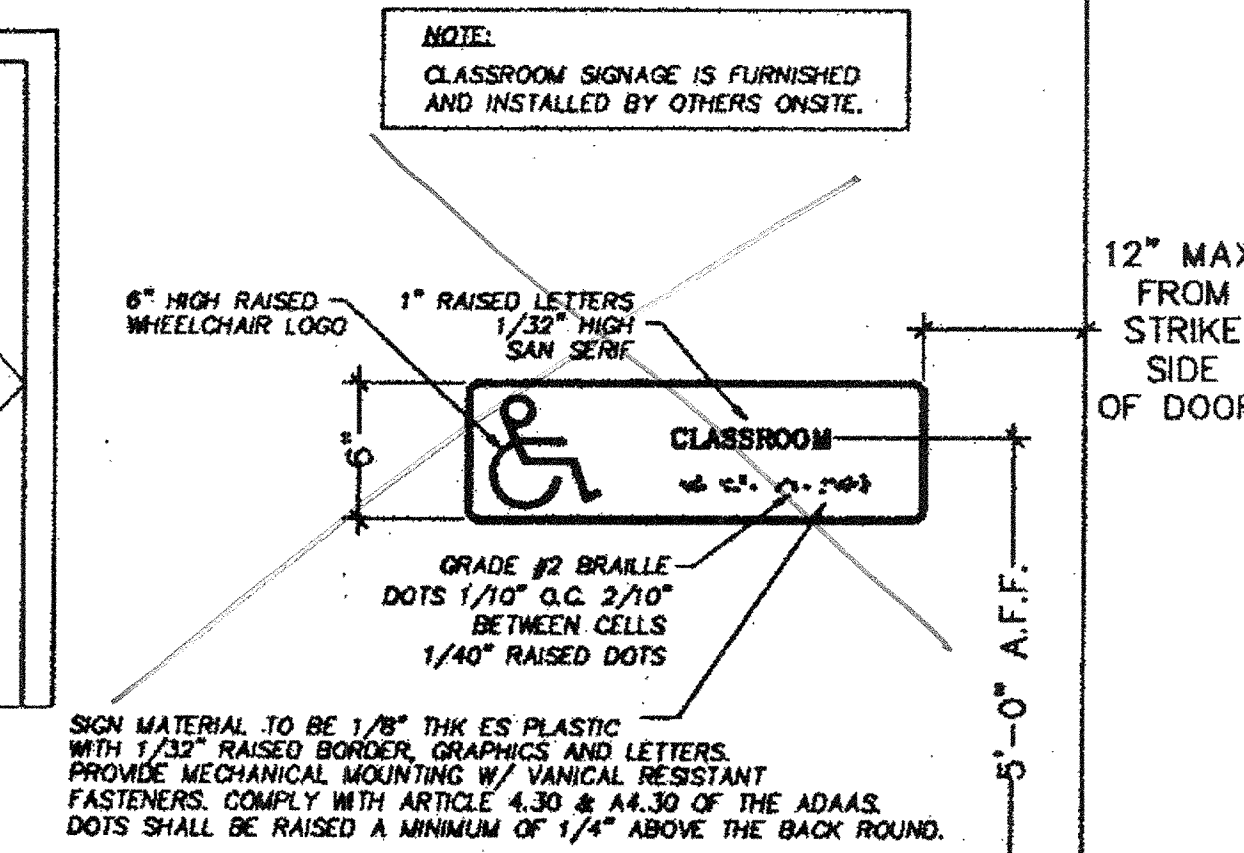 NOTE:
CLASSROOM SIGNAGE IS FURNISHED
AND INSTALLED BY OTHERS ONSITE.
6" HIGH RAISED
WHEELCHAIR LOGO
1" RAISED LETTERS
1/32" HIGH
SAN SERIF
12" MAX
FROM
STRIKE
SIDE
OF DOOR
6"
CLASSROOM
GRADE #2 BRAILLE
DOTS 1/10" O.C. 2/10"
BETWEEN CELLS
1/40" RAISED DOTS
5'-0" A.F.F.
SIGN MATERIAL TO BE 1/8" THK ES PLASTIC
WITH 1/32" RAISED BORDER, GRAPHICS AND LETTERS.
PROVIDE MECHANICAL MOUNTING W/ VANICAL RESISTANT
FASTENERS. COMPLY WITH ARTICLE 4.30 & A4.30 OF THE ADAAS.
DOTS SHALL BE RAISED A MINIMUM OF 1/4" ABOVE THE BACK ROUND.